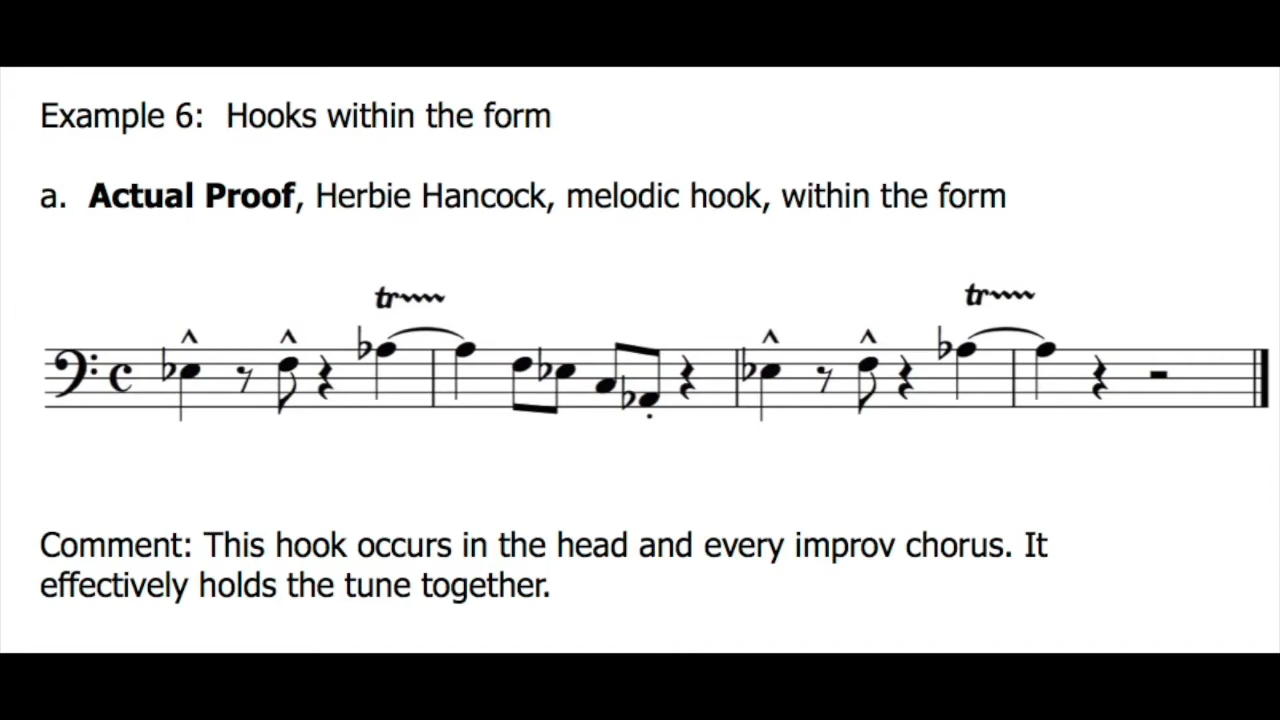 Example 6: Hooks within the form
a. Actual Proof, Herbie Hancock, melodic hook, within the form
tr tr
Comment: This hook occurs in the head and every improv chorus. It
effectively holds the tune together.